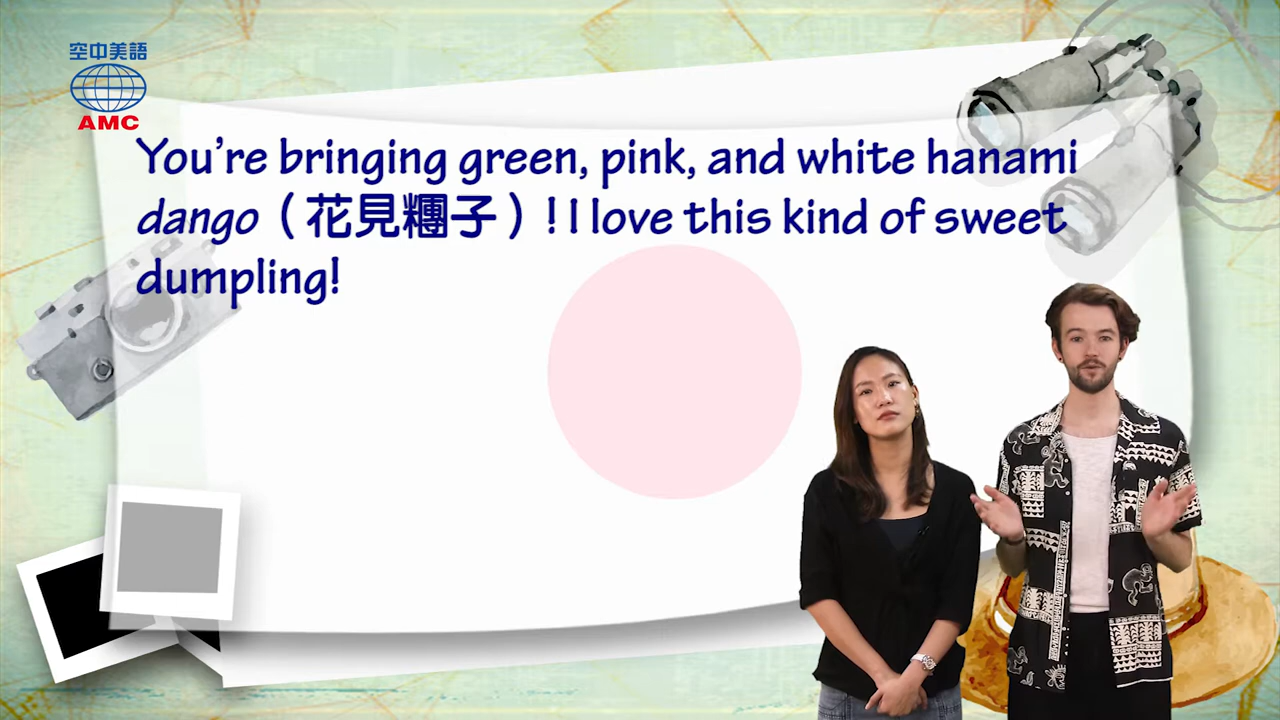 空中美語
AMC
You're bringing green, pink, and white hanami
dango（花見糰子）! I love this kind of sweet
dumpling!